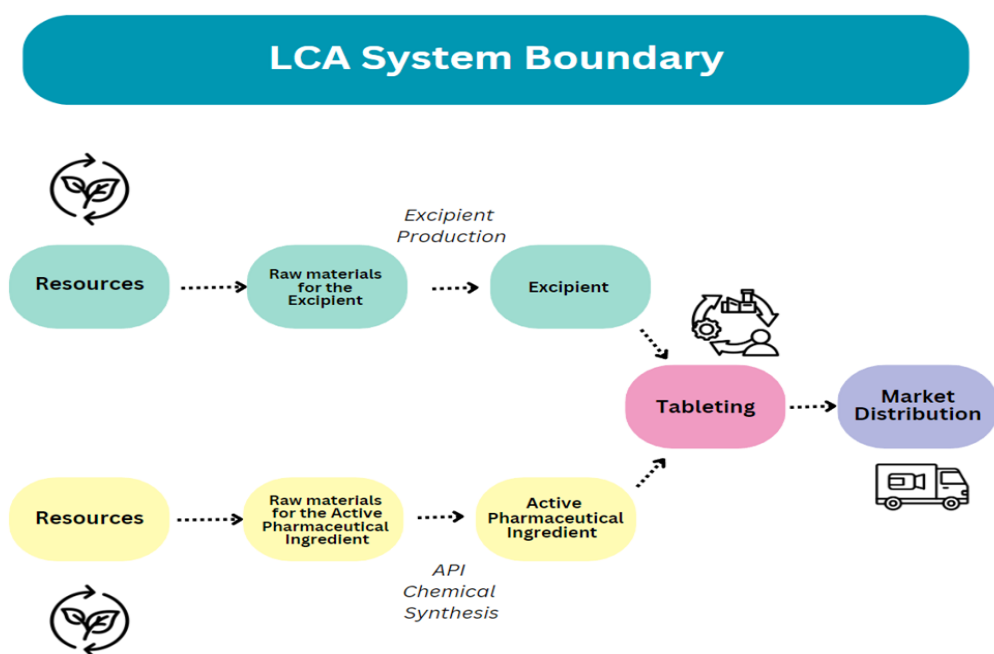 LCA System Boundary
Excipient
Production
Resources
Raw materials
for the
Excipient
Excipient
Tableting
Market
Distribution
Resources
Raw materials
for the Active
Pharmaceutical
Ingredient
Active
Pharmaceutical
Ingredient
API
Chemical
Synthesis